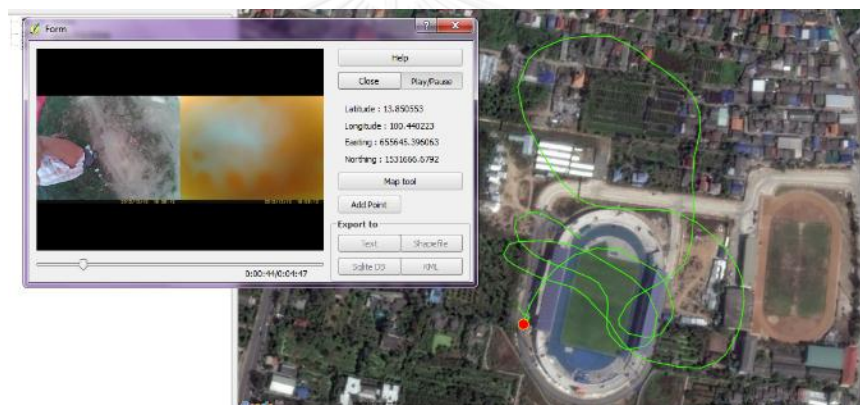 Form
Help
Close Play/Pause
Latitude : 13.850553
Longitude : 100.440223
Easting : 655645.396063
Northing : 1531666.6792
Map tool
Add Point
Export to
Text Shapefile
Sqlite DB KML
0:00:44/0:04:47